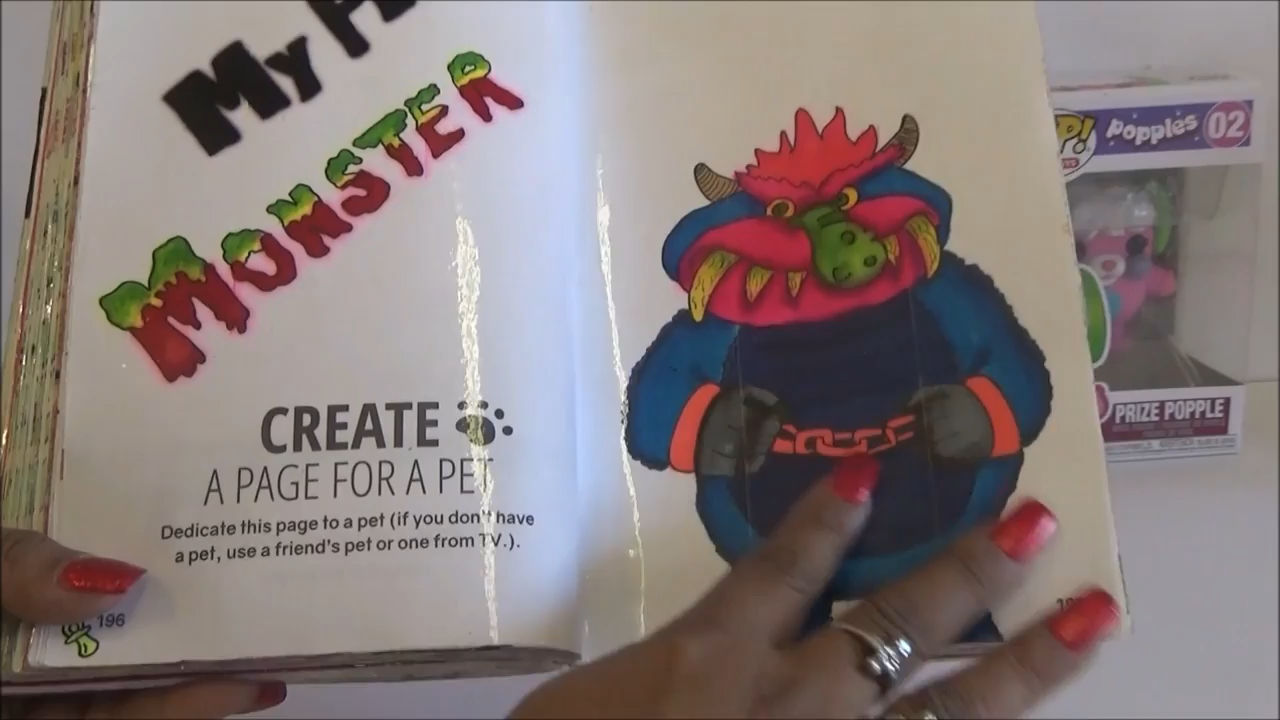 My
MONSTER
CREATE
A PAGE FOR A PET
Dedicate this page to a pet (if you don't have
a pet, use a friend's pet or one from TV.).
196
P!
popples
02
PRIZE POPPLE